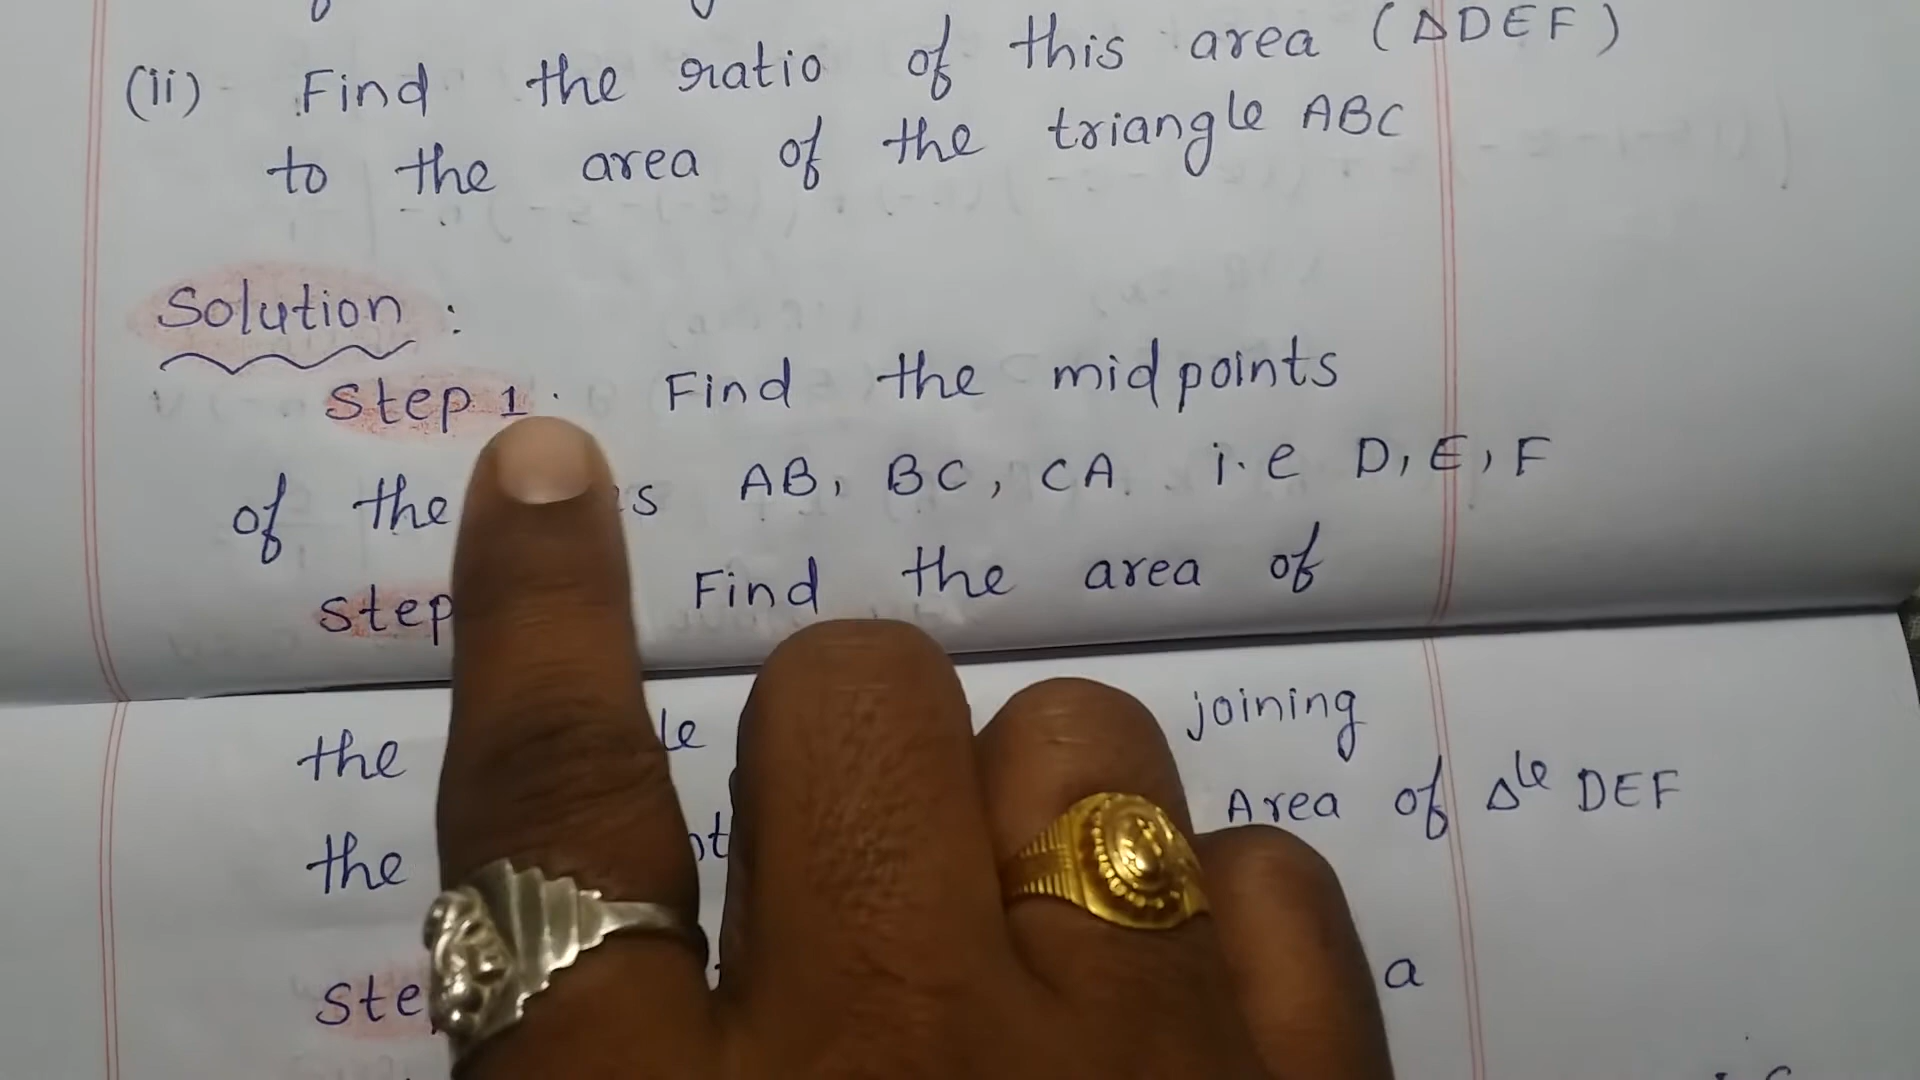 (ii) Find the ratio of this area (ΔDEF)
to the area of the triangle ABC
Solution :
Step 1. Find the midpoints
of the AB, BC, CA. i.e D, E, F
step Find the area of
the joining
the Area of Δle DEF
a